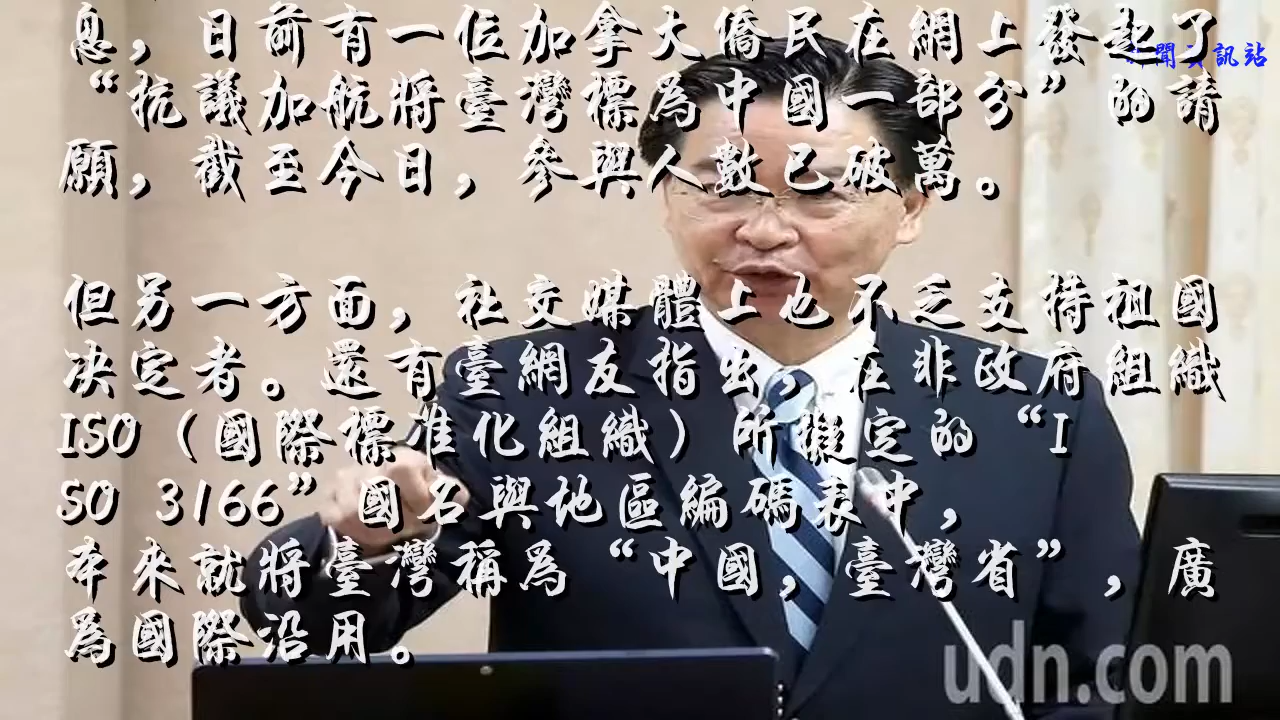 息，日前有一位加拿大僑民在網上發起了
聞 訊站
“抗議加航將臺灣標為中國一部分”的請
願，截至今日，參與人數已破萬。
但另一方面，社交媒體上也不乏支持祖國
决定者。還有臺網友指出，在非政府組織
ISO（國際標准化組織）所擬定的“I
SO 3166”國名與地區編碼表中，
本來就將臺灣稱爲“中國，臺灣省”，廣
爲國際沿用。
udn.com